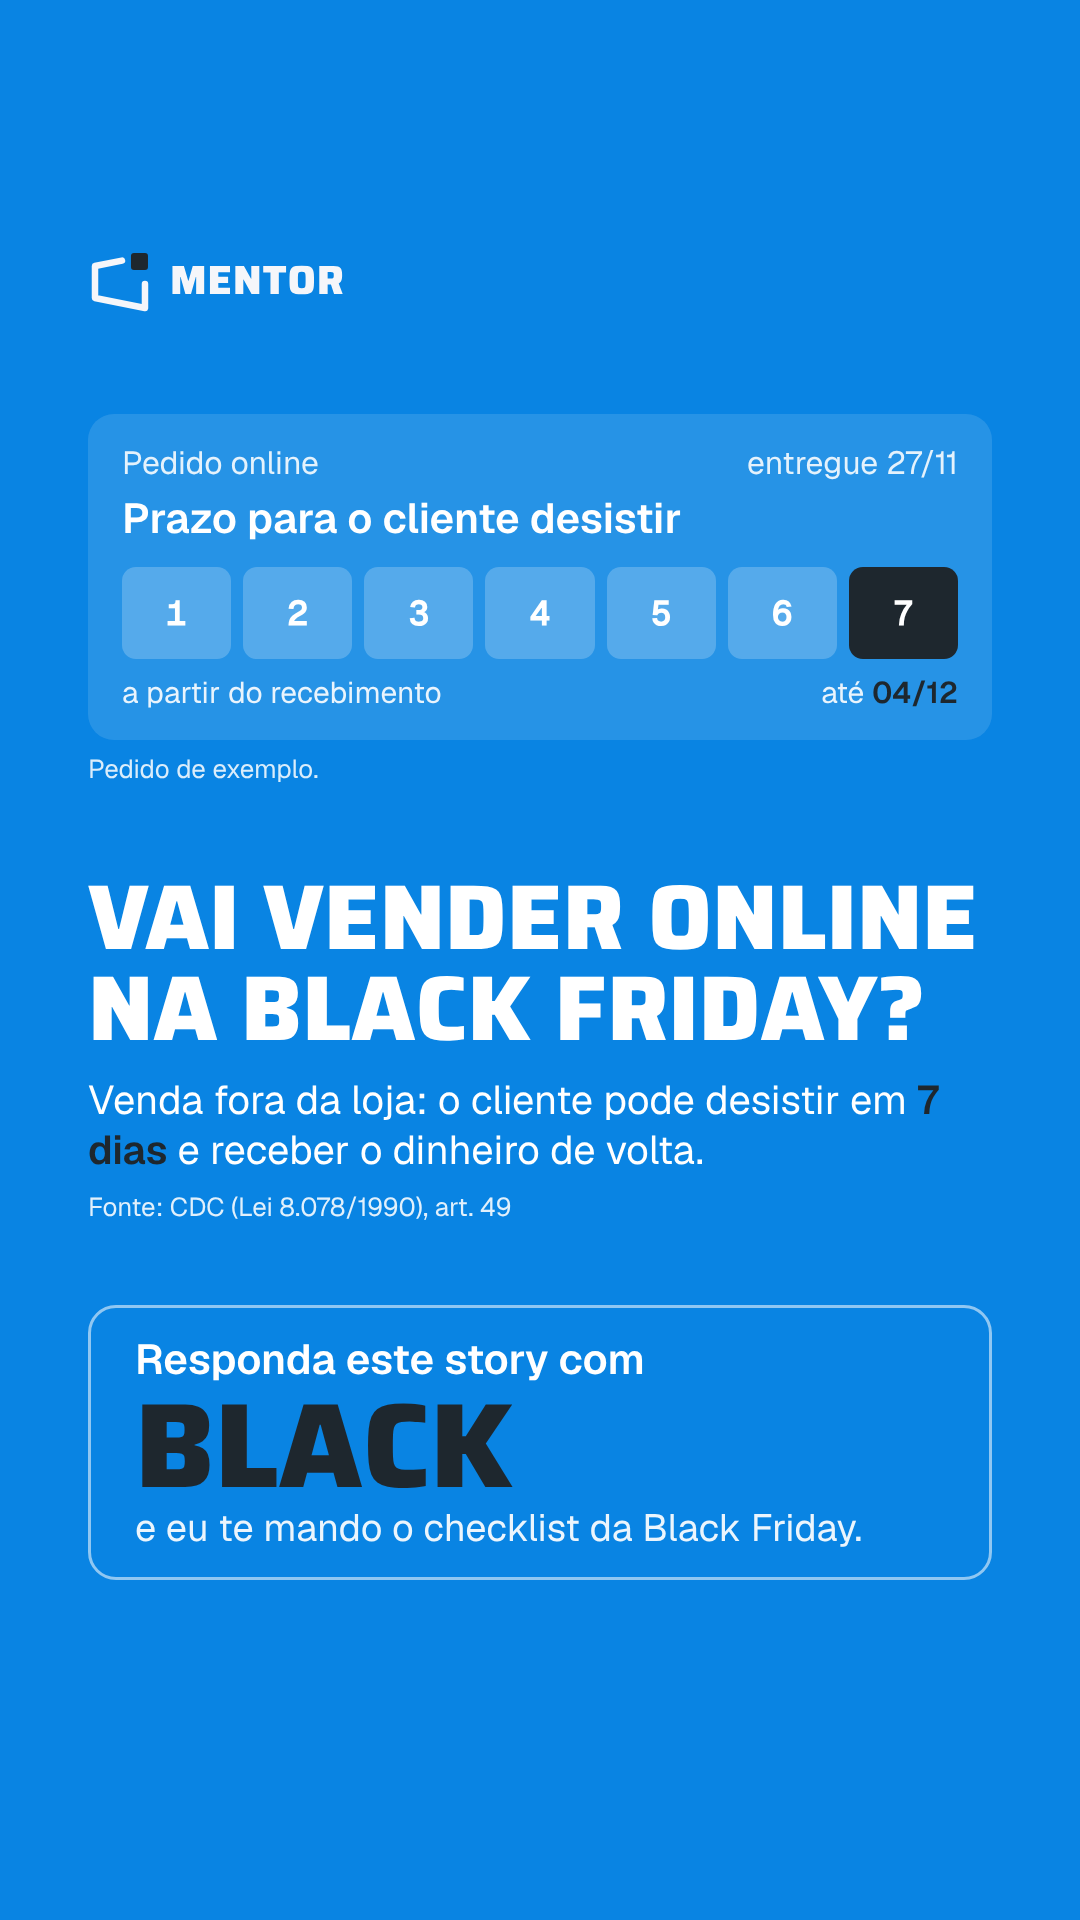 MENTOR
Pedido online
entregue 27/11
Prazo para o cliente desistir
1 2 3 4 5 6 7
a partir do recebimento
até 04/12
Pedido de exemplo.
VAI VENDER ONLINE
NA BLACK FRIDAY?
Venda fora da loja: o cliente pode desistir em 7
dias e receber o dinheiro de volta.
Fonte: CDC (Lei 8.078/1990), art. 49
Responda este story com
BLACK
e eu te mando o checklist da Black Friday.